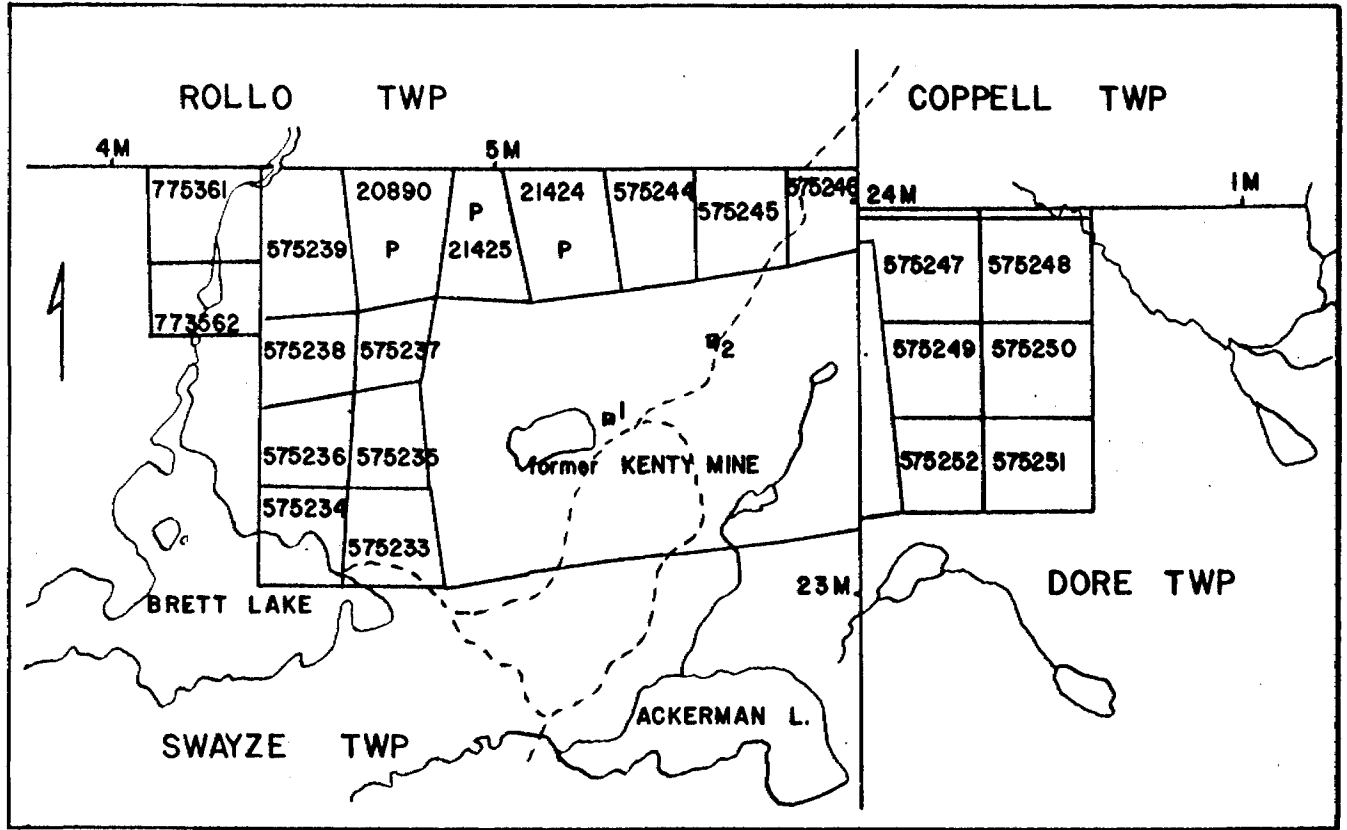 ROLLO TWP
COPPELL TWP
4M
5M
24M
1M
775361
20890
P
21424
575244
575245
575246
575239
P
21425
P
575247
575248
773562
575238
575237
2
575249
575250
1
575236
575235
former KENTY MINE
575252
575251
575234
575233
23M
DORE TWP
BRETT LAKE
ACKERMAN L.
SWAYZE TWP